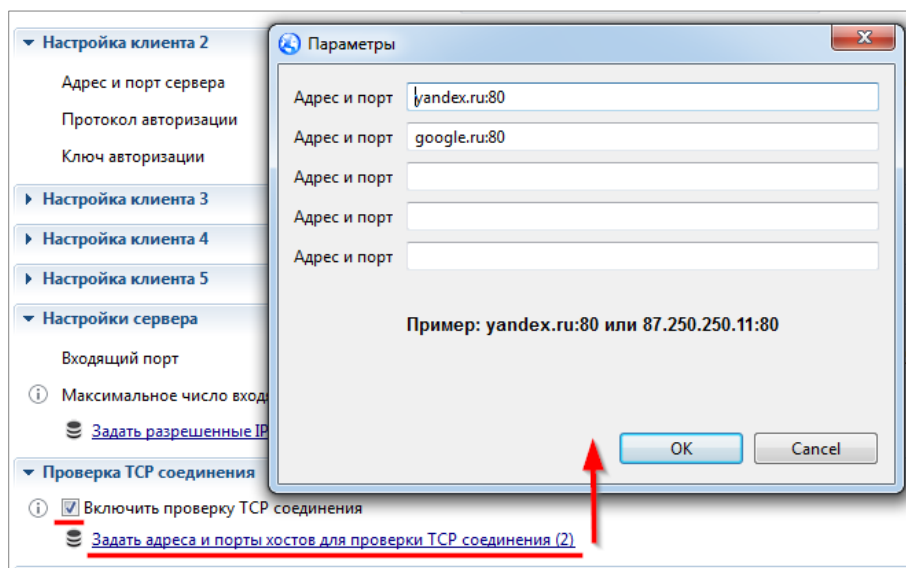 Настройка клиента 2
Адрес и порт сервера
Протокол авторизации
Ключ авторизации
Настройка клиента 3
Настройка клиента 4
Настройка клиента 5
Настройки сервера
Входящий порт
Максимальное число
Задать разрешенные IP
Проверка TCP соединения
Включить проверку TCP соединения
Задать адреса и порты хостов для проверки TCP соединения (2)
Параметры
Адрес и порт yandex.ru:80
Адрес и порт google.ru:80
Адрес и порт
Адрес и порт
Адрес и порт
Пример: yandex.ru:80 или 87.250.250.11:80
OK Cancel